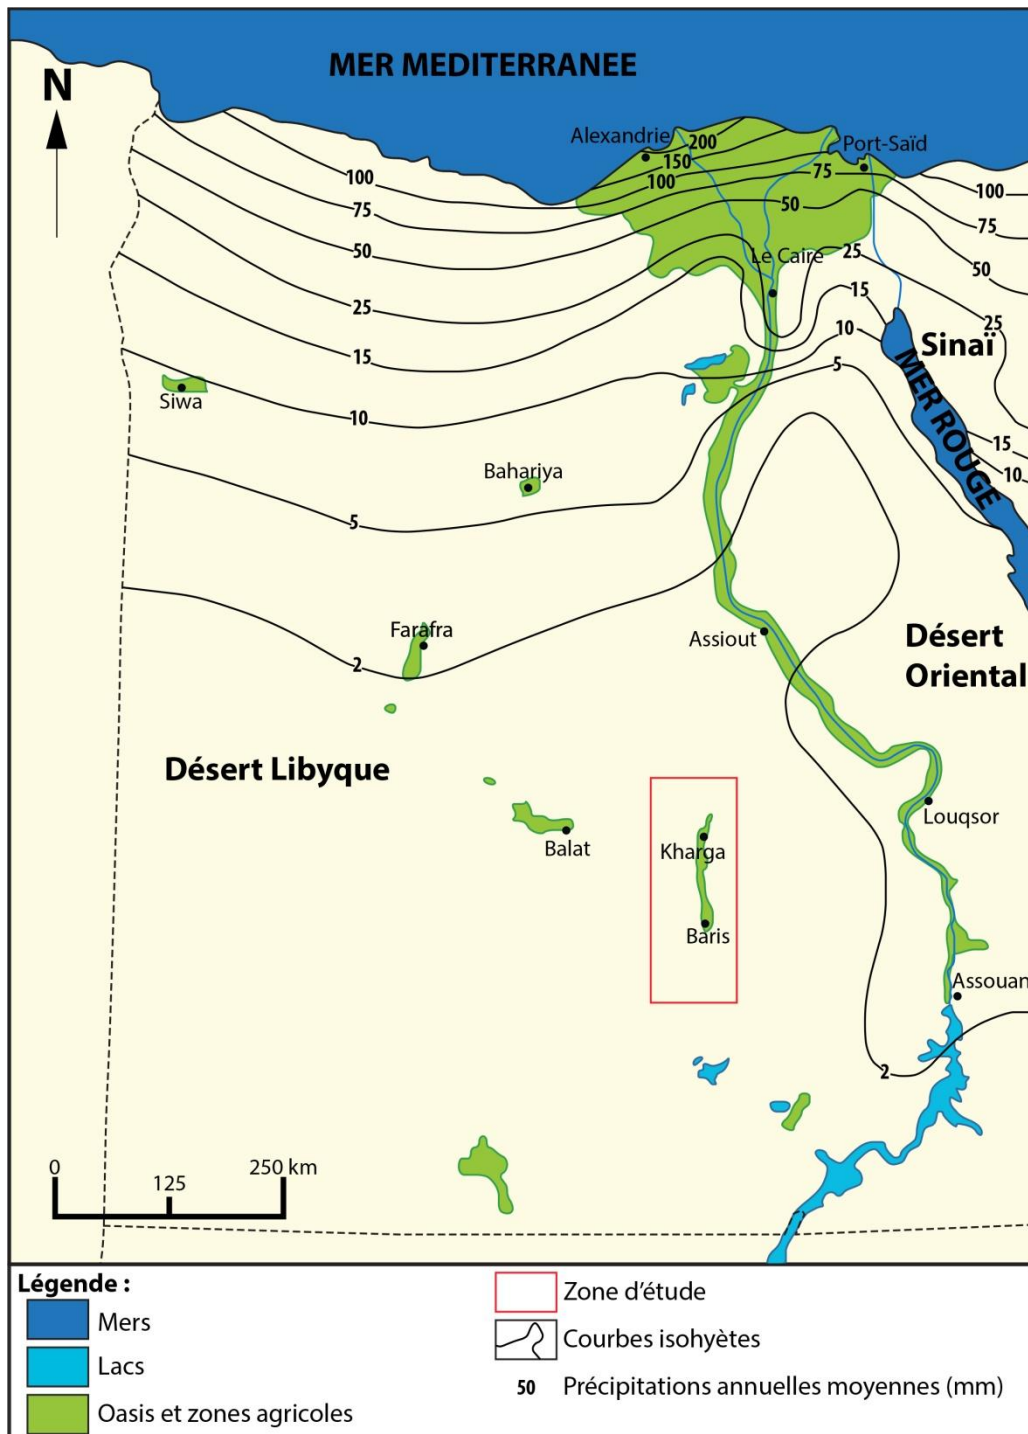 MER MEDITERRANEE
N
Alexandrie
Port-Saïd
200
150
100
75
50
100
75
50
25
15
10
5
2
Le Caire
25
15
10
5
100
75
50
25
15
10
Sinaï
MER ROUGE
Siwa
Bahariya
Farafra
Assiout
Désert
Oriental
Désert Libyque
Louqsor
Balat
Kharga
Baris
Assouan
2
0
125
250 km
Légende :
Mers
Lacs
Oasis et zones agricoles
Zone d'étude
Courbes isohyètes
50 Précipitations annuelles moyennes (mm)